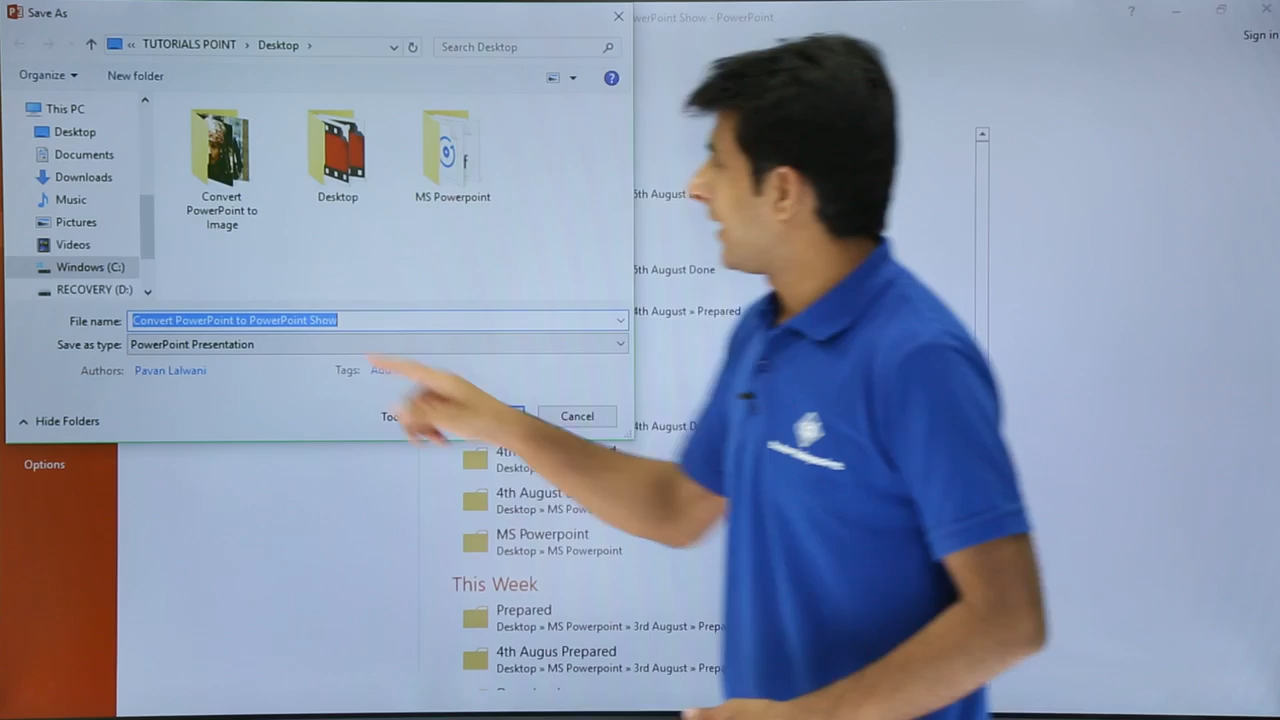 Save As
PowerPoint Show - PowerPoint
?
Sign in
« TUTORIALS POINT › Desktop ›
Search Desktop
Organize
New folder
?
This PC
Desktop
Documents
Downloads
Music
Pictures
Videos
Windows (C:)
RECOVERY (D:)
Convert
PowerPoint to
Image
Desktop
MS Powerpoint
File name: Convert PowerPoint to PowerPoint Show
Save as type: PowerPoint Presentation
Authors: Pavan Lalwani
Tags:
Hide Folders
Cancel
5th August
5th August Done
4th August » Prepared
4th August
Options
4th
Desktop
4th August
Desktop » MS
MS Powerpoint
Desktop » MS Powerpoint
This Week
Prepared
Desktop » MS Powerpoint » 3rd August »
4th Augus Prepared
Desktop » MS Powerpoint » 3rd August »